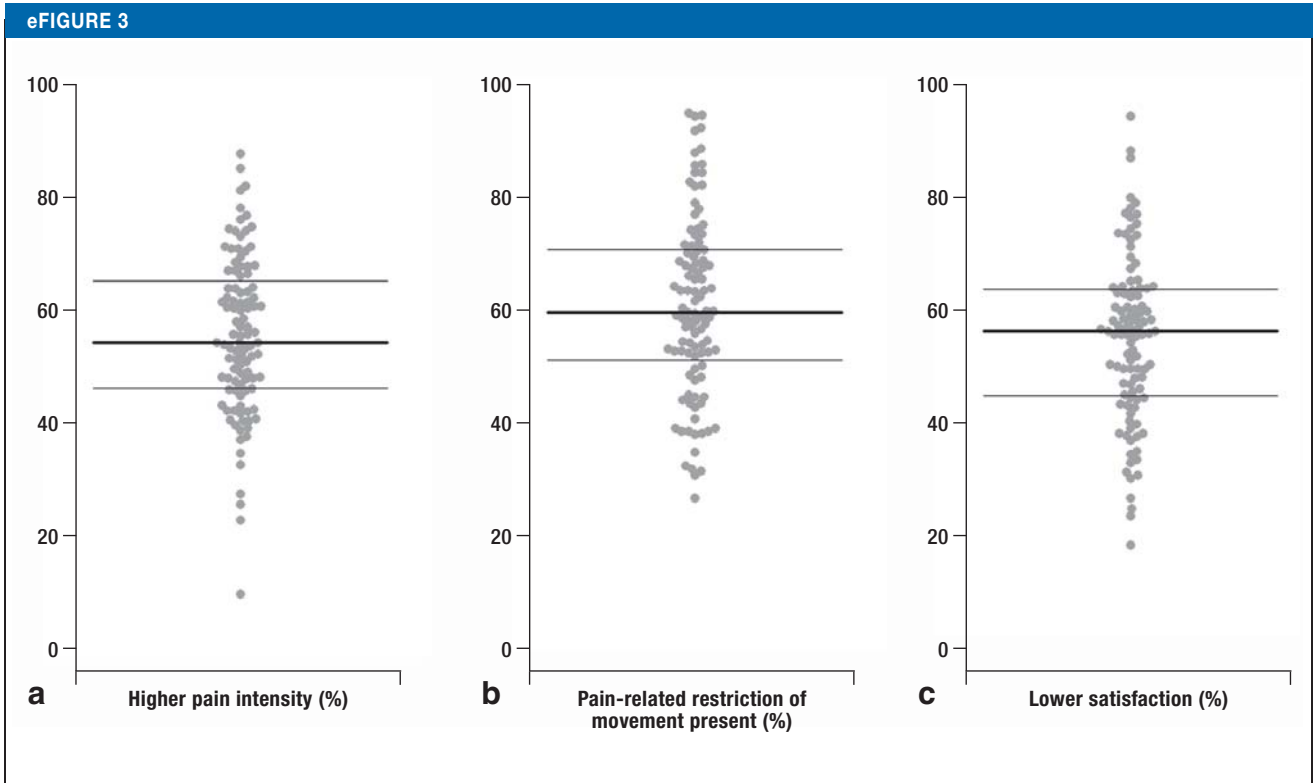 eFIGURE 3
100
80
60
40
20
0
a
Higher pain intensity (%)
100
80
60
40
20
0
b
Pain-related restriction of
movement present (%)
100
80
60
40
20
0
c
Lower satisfaction (%)